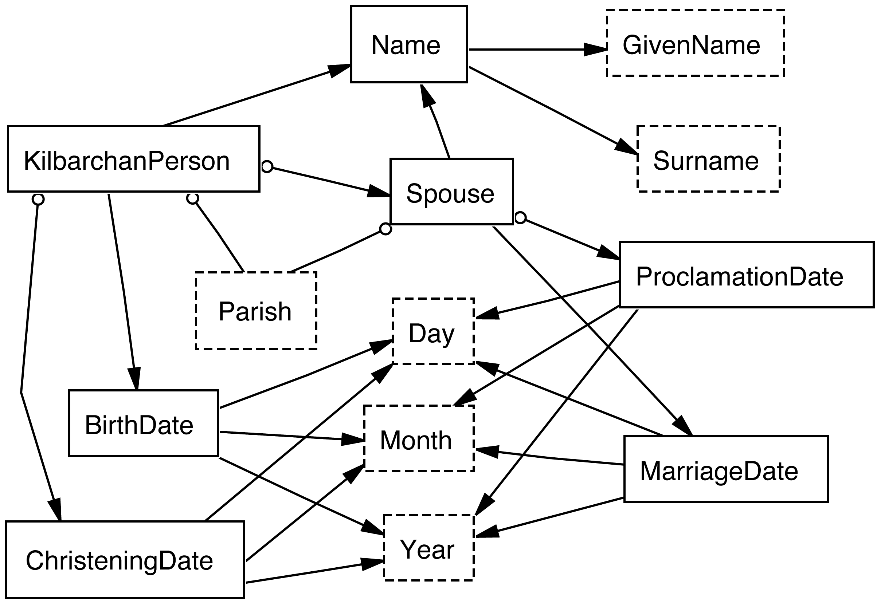 Name
GivenName
KilbarchanPerson
Surname
Spouse
ProclamationDate
Parish
Day
BirthDate
Month
MarriageDate
ChristeningDate
Year